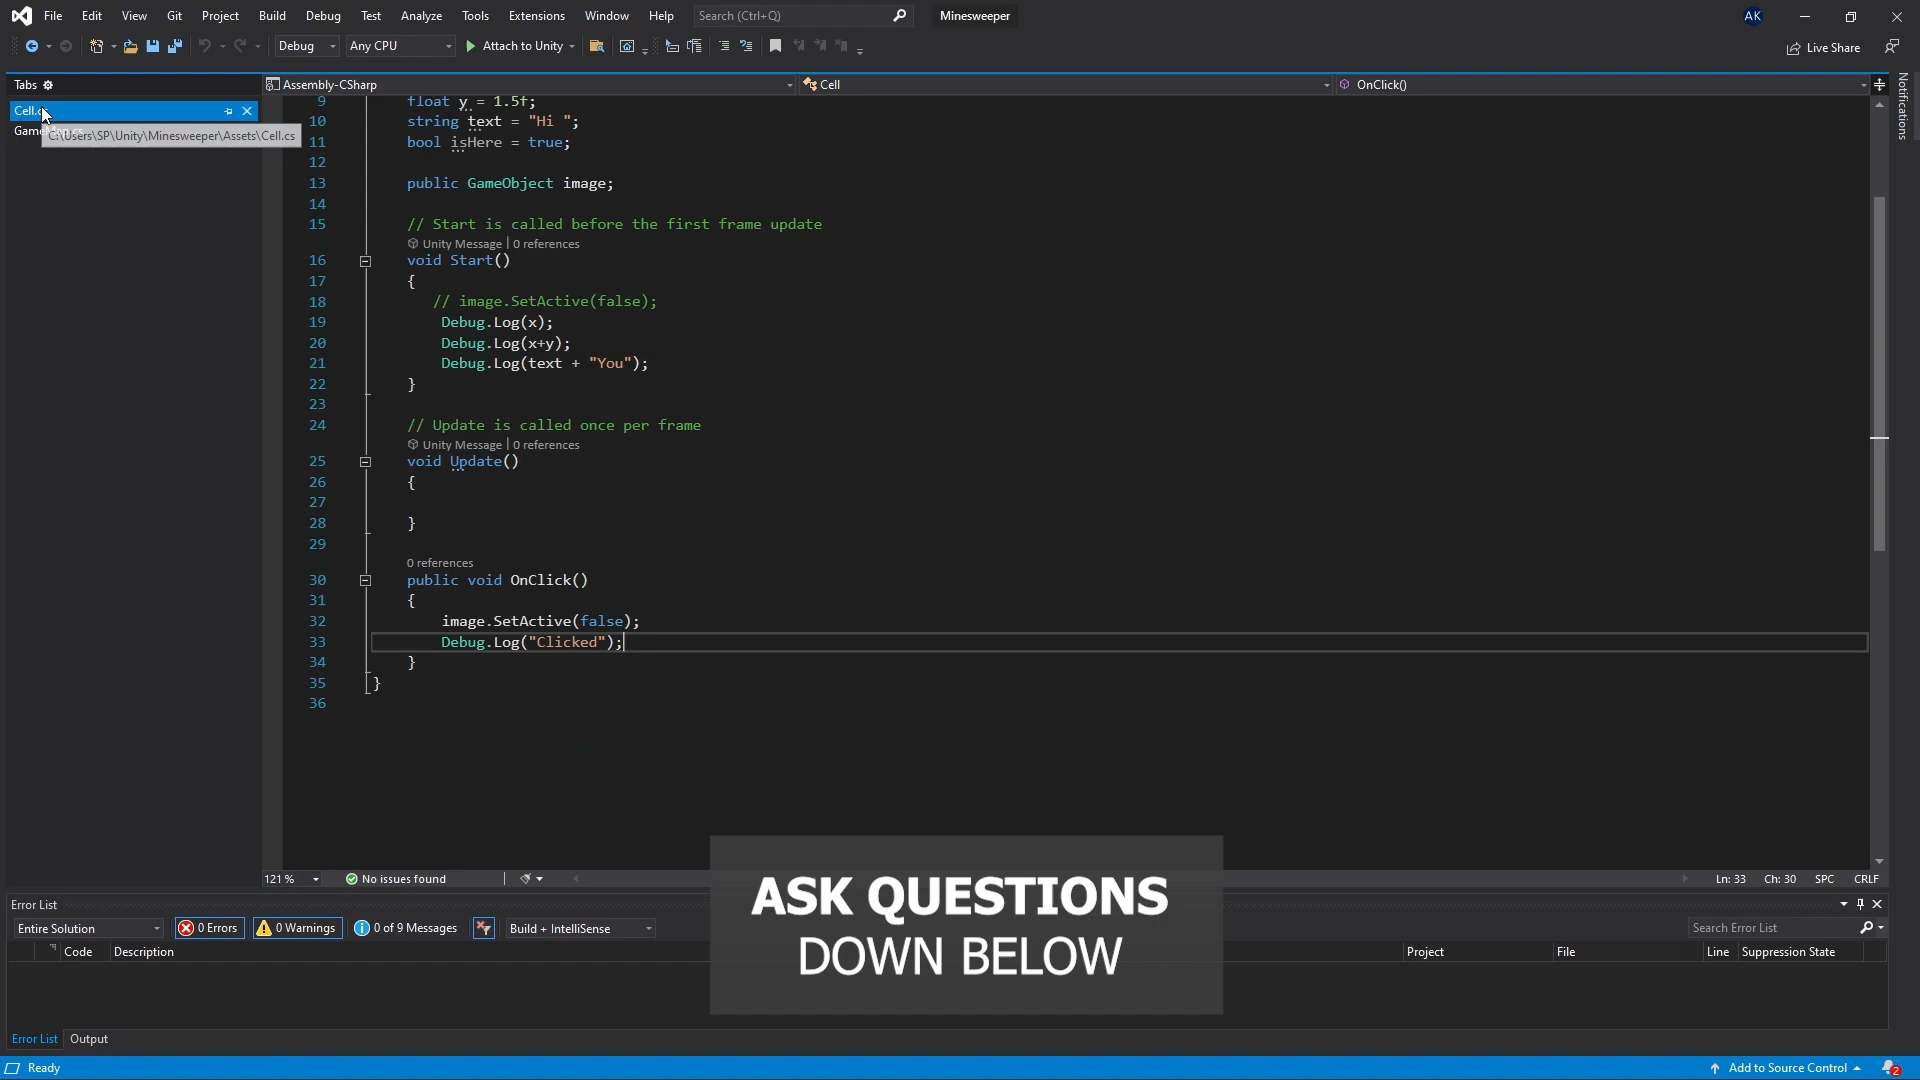 File Edit View Git Project Build Debug Test Analyze Tools Extensions Window Help Search (Ctrl+Q) Minesweeper AK
Debug Any CPU Attach to Unity Live Share
Tabs
Cell.cs
C:\Users\SP\Unity\Minesweeper\Assets\Cell.cs
Assembly-CSharp Cell OnClick()
Notifications
9 float y = 1.5f;
10 string text = "Hi ";
11 bool isHere = true;
12
13 public GameObject image;
14
15 // Start is called before the first frame update
Unity Message | 0 references
16 void Start()
17 {
18 // image.SetActive(false);
19 Debug.Log(x);
20 Debug.Log(x+y);
21 Debug.Log(text + "You");
22 }
23
24 // Update is called once per frame
Unity Message | 0 references
25 void Update()
26 {
27
28 }
29
0 references
30 public void OnClick()
31 {
32 image.SetActive(false);
33 Debug.Log("Clicked");
34 }
35 }
36
121 % No issues found Ln: 33 Ch: 30 SPC CRLF
ASK QUESTIONS
DOWN BELOW
Error List
Entire Solution 0 Errors 0 Warnings 0 of 9 Messages Build + IntelliSense Search Error List
Code Description Project File Line Suppression State
Error List Output
Ready Add to Source Control 2